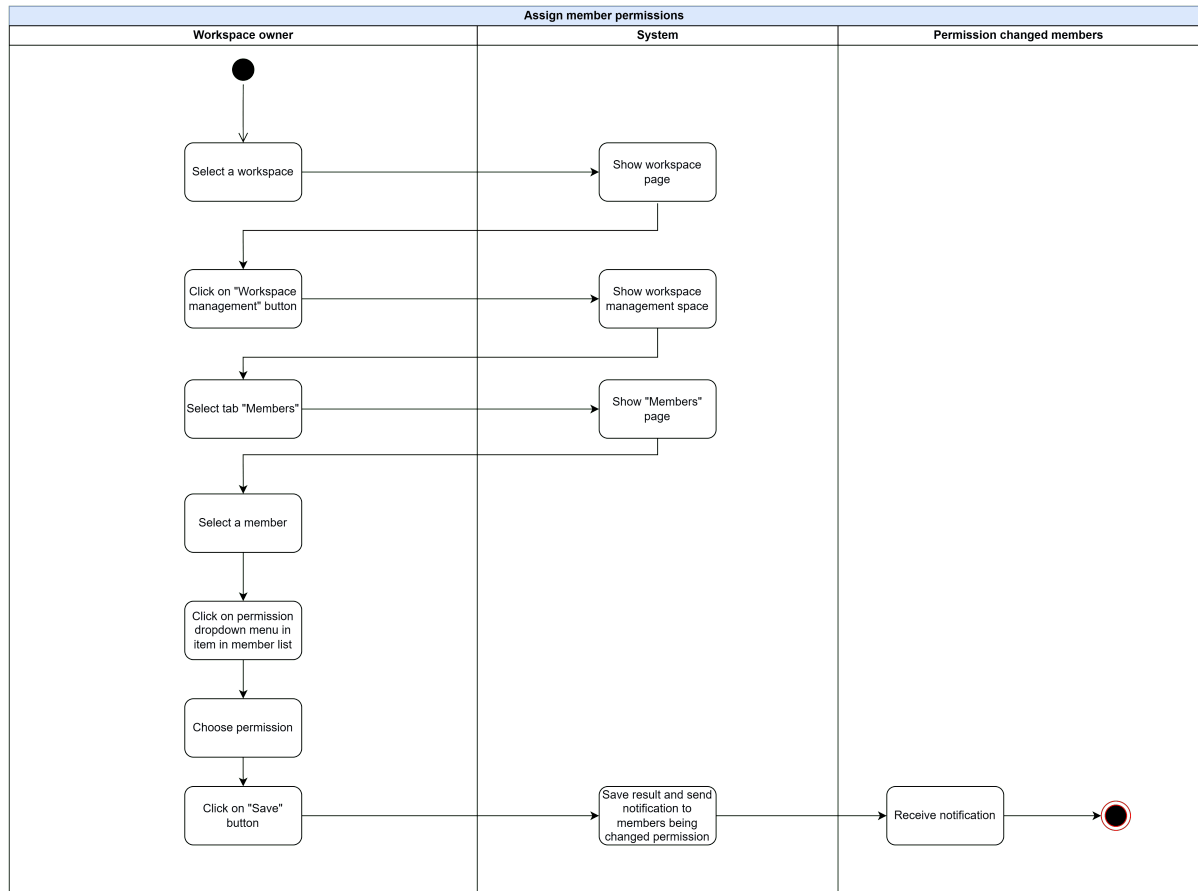 Assign member permissions
Workspace owner
System
Permission changed members
Select a workspace
Show workspace
page
Click on "Workspace
management" button
Show workspace
management space
Select tab "Members"
Show "Members"
page
Select a member
Click on permission
dropdown menu in
item in member list
Choose permission
Click on "Save"
button
Save result and send
notification to
members being
changed permission
Receive notification